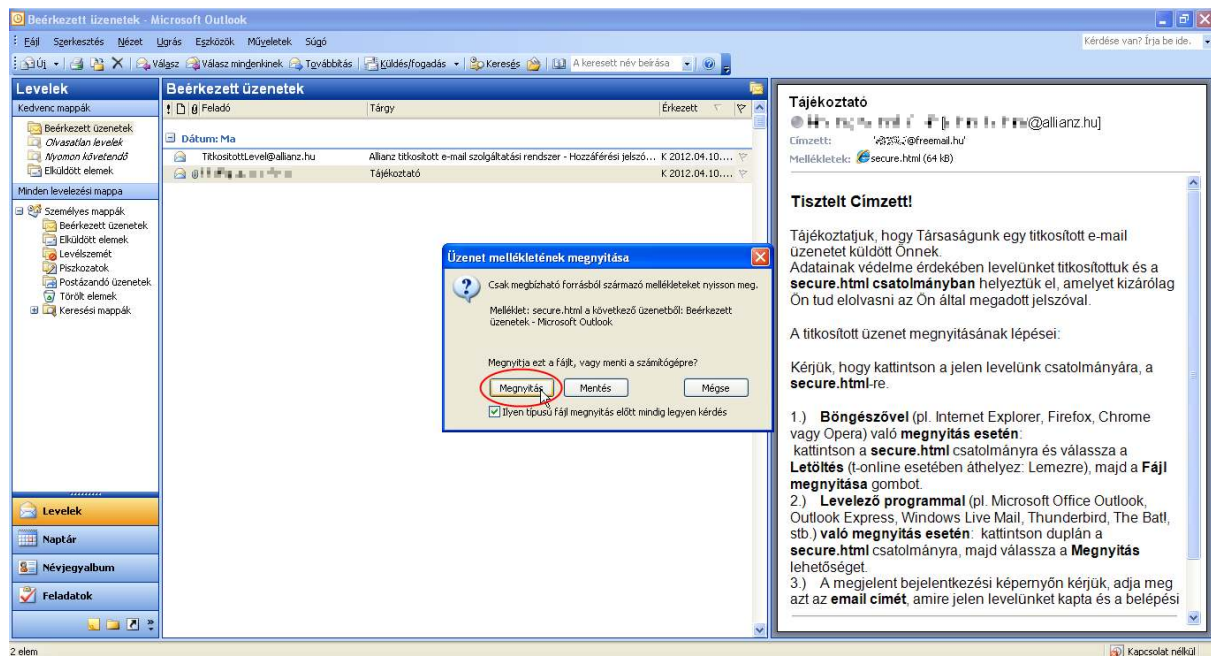 Beérkezett üzenetek - Microsoft Outlook
Fájl Szerkesztés Nézet Ugrás Eszközök Műveletek Súgó
Kérdése van? Írja be ide.
Új Válasz Válasz mindenkinek Továbbítás Küldés/fogadás Keresés A keresett név beírása
Levelek
Kedvenc mappák
Beérkezett üzenetek
Olvasatlan levelek
Nyomon követendő
Elküldött elemek
Minden levelezési mappa
Személyes mappák
Beérkezett üzenetek
Elküldött elemek
Levélszemét
Piszkozatok
Postázandó üzenetek
Törölt elemek
Keresési mappák
Levelek
Naptár
Névjegyalbum
Feladatok
Beérkezett üzenetek
Feladó Tárgy Érkezett
Dátum: Ma
TitkositottLevel@allianz.hu Allianz titkosított e-mail szolgáltatási rendszer - Hozzáférési jelszó... K 2012.04.10....
Tájékoztató K 2012.04.10....
Üzenet mellékletének megnyitása
Csak megbízható forrásból származó mellékleteket nyisson meg.
Melléklet: secure.html a következő üzenetből: Beérkezett
üzenetek - Microsoft Outlook
Megnyitja ezt a fájlt, vagy menti a számítógépre?
Megnyitás Mentés Mégse
Ilyen típusú fájl megnyitás előtt mindig legyen kérdés
Tájékoztató
@allianz.hu]
Címzett: @freemail.hu'
Mellékletek: secure.html (64 kB)
Tisztelt Címzett!
Tájékoztatjuk, hogy Társaságunk egy titkosított e-mail
üzenetet küldött Önnek.
Adatainak védelme érdekében levelünket titkosítottuk és a
secure.html csatolmányban helyeztük el, amelyet kizárólag
Ön tud elolvasni az Ön által megadott jelszóval.
A titkosított üzenet megnyitásának lépései:
Kérjük, hogy kattintson a jelen levelünk csatolmányára, a
secure.html-re.
1.) Böngészővel (pl. Internet Explorer, Firefox, Chrome
vagy Opera) való megnyitás esetén:
kattintson a secure.html csatolmányra és válassza a
Letöltés (t-online esetében áthelyez: Lemezre), majd a Fájl
megnyitása gombot.
2.) Levelező programmal (pl. Microsoft Office Outlook,
Outlook Express, Windows Live Mail, Thunderbird, The Bat!,
stb.) való megnyitás esetén: kattintson duplán a
secure.html csatolmányra, majd válassza a Megnyitás
lehetőséget.
3.) A megjelent bejelentkezési képernyőn kérjük, adja meg
azt az email címét, amire jelen levelünket kapta és a belépési
2 elem
Kapcsolat nélkül